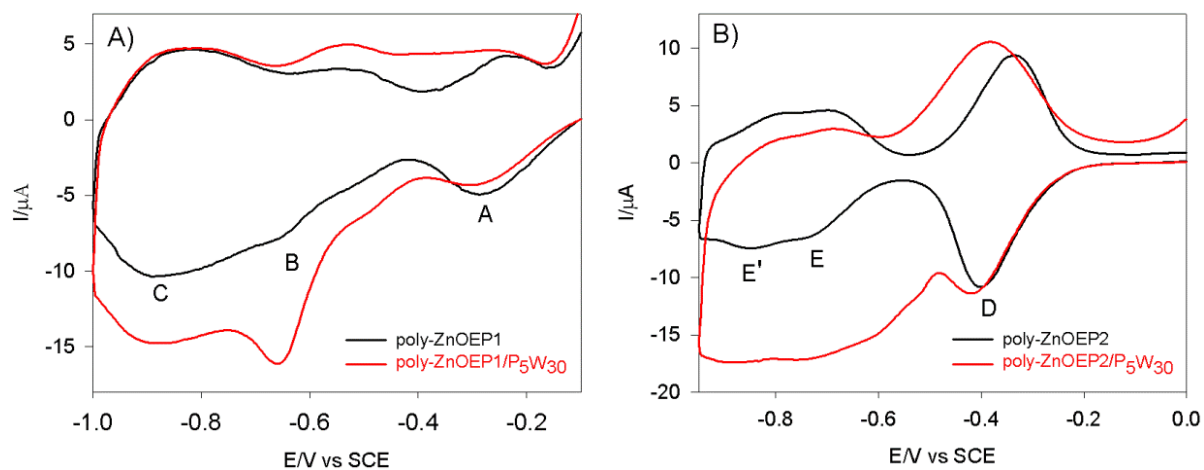 A)
5
0
-5
-10
-15
I/μA
A
B
C
poly-ZnOEP1
poly-ZnOEP1/P5W30
-1.0 -0.8 -0.6 -0.4 -0.2
E/V vs SCE
B)
10
5
0
-5
-10
-15
-20
I/μA
E' E D
poly-ZnOEP2
poly-ZnOEP2/P5W30
-0.8 -0.6 -0.4 -0.2 0.0
E/V vs SCE